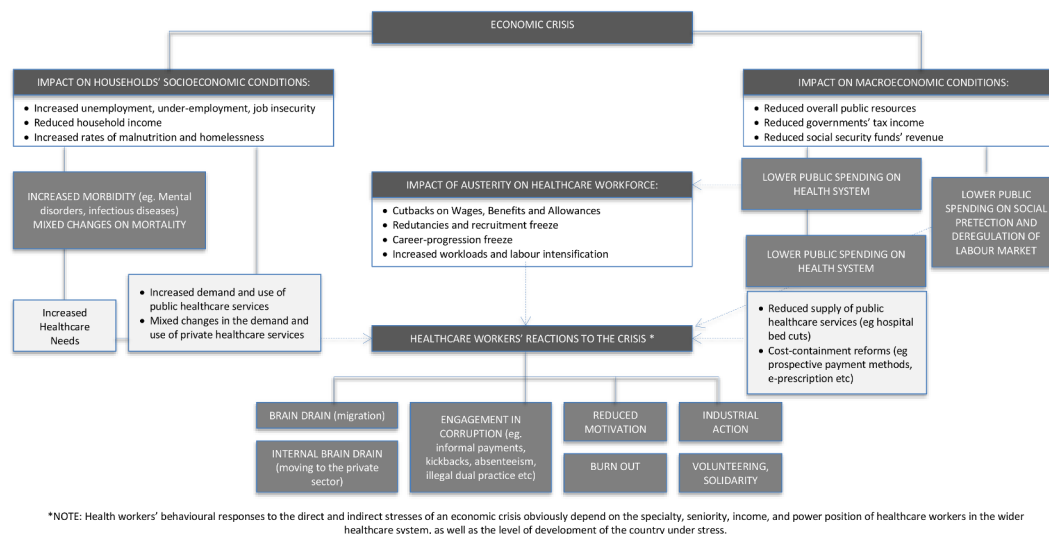 ECONOMIC CRISIS
IMPACT ON HOUSEHOLDS' SOCIOECONOMIC CONDITIONS:
• Increased unemployment, under-employment, job insecurity
• Reduced household income
• Increased rates of malnutrition and homelessness
IMPACT ON MACROECONOMIC CONDITIONS:
• Reduced overall public resources
• Reduced governments' tax income
• Reduced social security funds' revenue
INCREASED MORBIDITY (eg. Mental
disorders, infectious diseases)
MIXED CHANGES ON MORTALITY
IMPACT OF AUSTERITY ON HEALTHCARE WORKFORCE:
• Cutbacks on Wages, Benefits and Allowances
• Redutancies and recruitment freeze
• Career-progression freeze
• Increased workloads and labour intensification
LOWER PUBLIC SPENDING ON
HEALTH SYSTEM
LOWER PUBLIC
SPENDING ON SOCIAL
PRETECTION AND
DEREGULATION OF
LABOUR MARKET
LOWER PUBLIC SPENDING ON
HEALTH SYSTEM
Increased
Healthcare
Needs
• Increased demand and use of
public healthcare services
• Mixed changes in the demand and
use of private healthcare services
HEALTHCARE WORKERS' REACTIONS TO THE CRISIS *
• Reduced supply of public
healthcare services (eg hospital
bed cuts)
• Cost-containment reforms (eg
prospective payment methods,
e-prescription etc)
BRAIN DRAIN (migration)
INTERNAL BRAIN DRAIN
(moving to the private
sector)
ENGAGEMENT IN
CORRUPTION (eg.
informal payments,
kickbacks, absenteeism,
illegal dual practice etc)
REDUCED
MOTIVATION
BURN OUT
INDUSTRIAL
ACTION
VOLUNTEERING,
SOLIDARITY
*NOTE: Health workers' behavioural responses to the direct and indirect stresses of an economic crisis obviously depend on the specialty, seniority, income, and power position of healthcare workers in the wider
healthcare system, as well as the level of development of the country under stress.